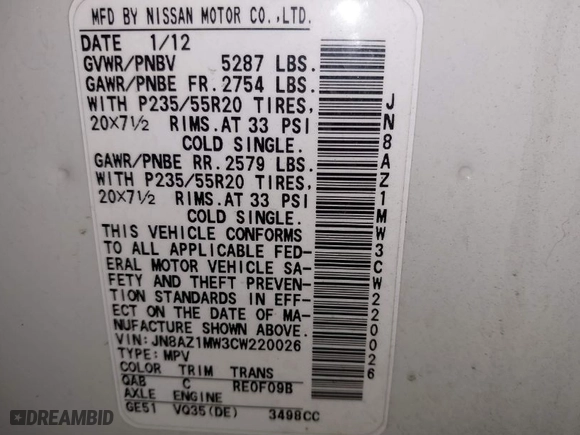 MFD BY NISSAN MOTOR CO.,LTD.
DATE 1/12
GVWR/PNBV 5287 LBS.
GAWR/PNBE FR. 2754 LBS.
WITH P235/55R20 TIRES,
20×7½ RIMS. AT 33 PSI
COLD SINGLE.
GAWR/PNBE RR. 2579 LBS.
WITH P235/55R20 TIRES,
20×7½ RIMS. AT 33 PSI
COLD SINGLE.
THIS VEHICLE CONFORMS
TO ALL APPLICABLE FED-
ERAL MOTOR VEHICLE SA-
FETY AND THEFT PREVEN-
TION STANDARDS IN EFF-
ECT ON THE DATE OF MA-
NUFACTURE SHOWN ABOVE.
VIN: JN8AZ1MW3CW220026
TYPE: MPV
COLOR TRIM TRANS
QAB C RE0F09B
AXLE ENGINE
GE51 VQ35(DE) 3498CC
JN8AZ1MW3CW220026
DREAMBID